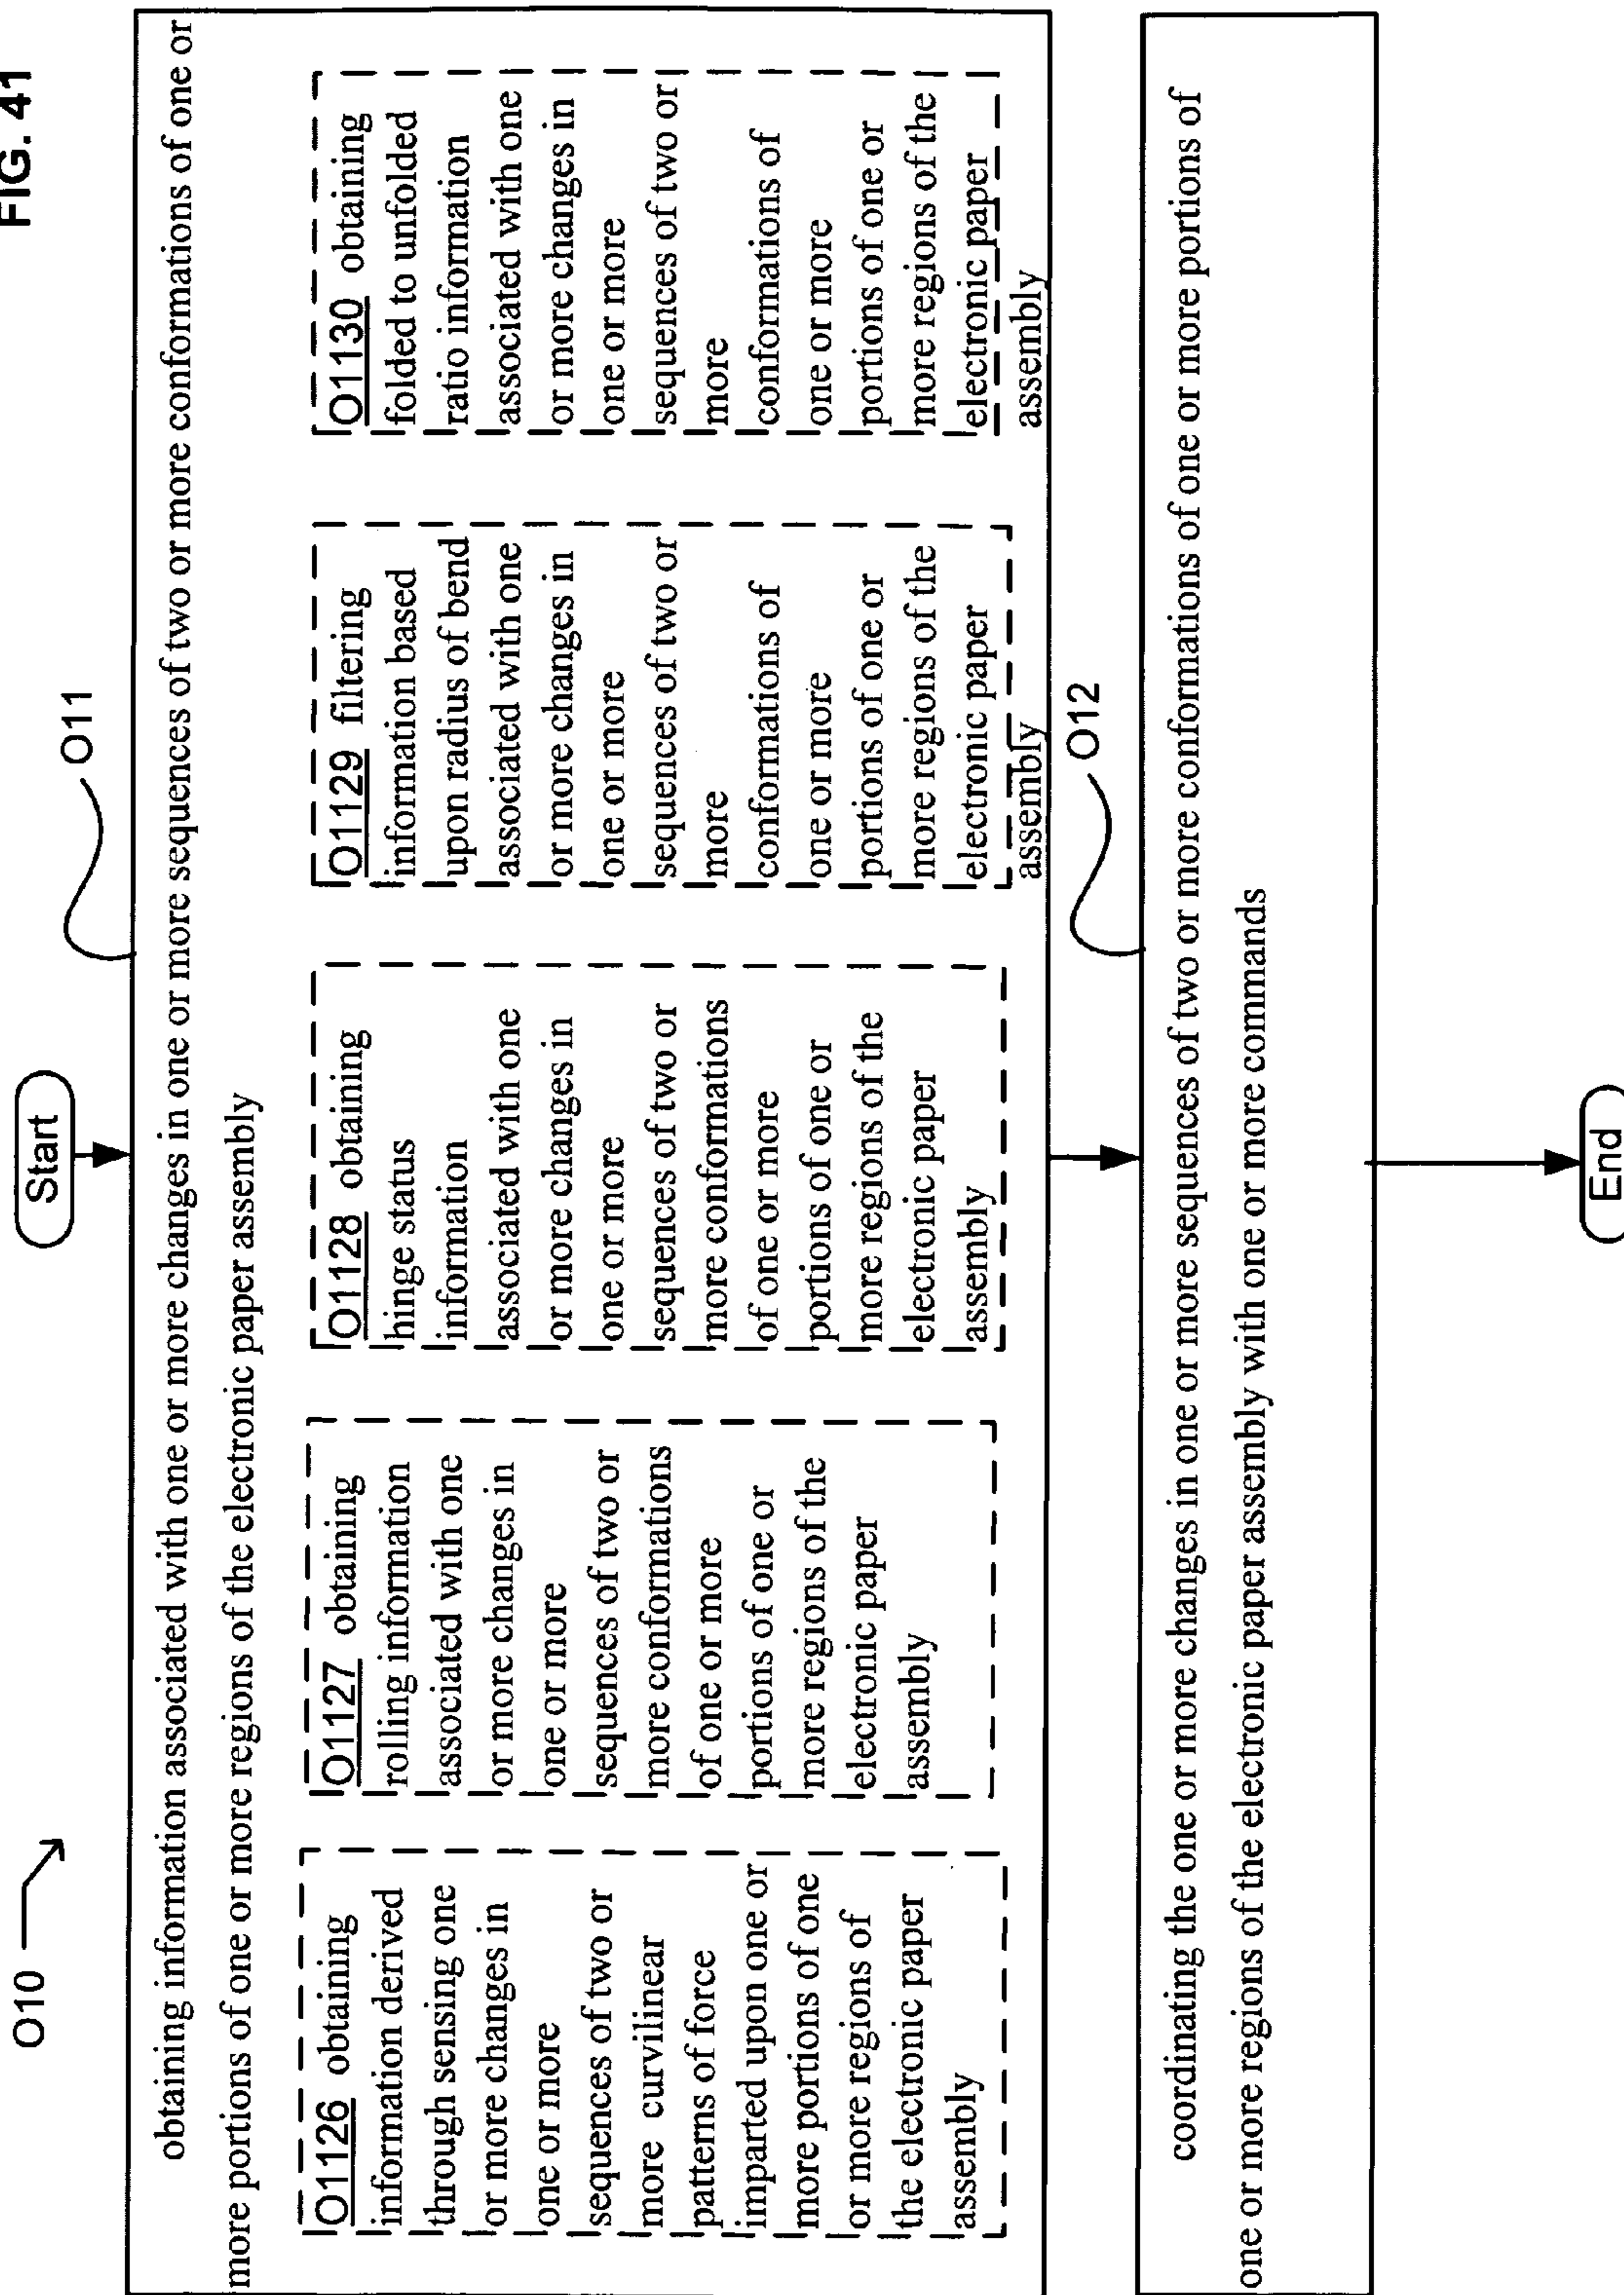 FIG. 41
O10
Start
O11
obtaining information associated with one or more changes in one or more sequences of two or more conformations of one or
more portions of one or more regions of the electronic paper assembly
O1126 obtaining
information derived
through sensing one
or more changes in
one or more
sequences of two or
more curvilinear
patterns of force
imparted upon one or
more portions of one
or more regions of
the electronic paper
assembly
O1127 obtaining
rolling information
associated with one
or more changes in
one or more
sequences of two or
more conformations
of one or more
portions of one or
more regions of the
electronic paper
assembly
O1128 obtaining
hinge status
information
associated with one
or more changes in
one or more
sequences of two or
more conformations
of one or more
portions of one or
more regions of the
electronic paper
assembly
O1129 filtering
information based
upon radius of bend
associated with one
or more changes in
one or more
sequences of two or
more
conformations of
one or more
portions of one or
more regions of the
electronic paper
assembly
O1130 obtaining
folded to unfolded
ratio information
associated with one
or more changes in
one or more
sequences of two or
more
conformations of
one or more
portions of one or
more regions of the
electronic paper
assembly
O12
coordinating the one or more changes in one or more sequences of two or more conformations of one or more portions of
one or more regions of the electronic paper assembly with one or more commands
End